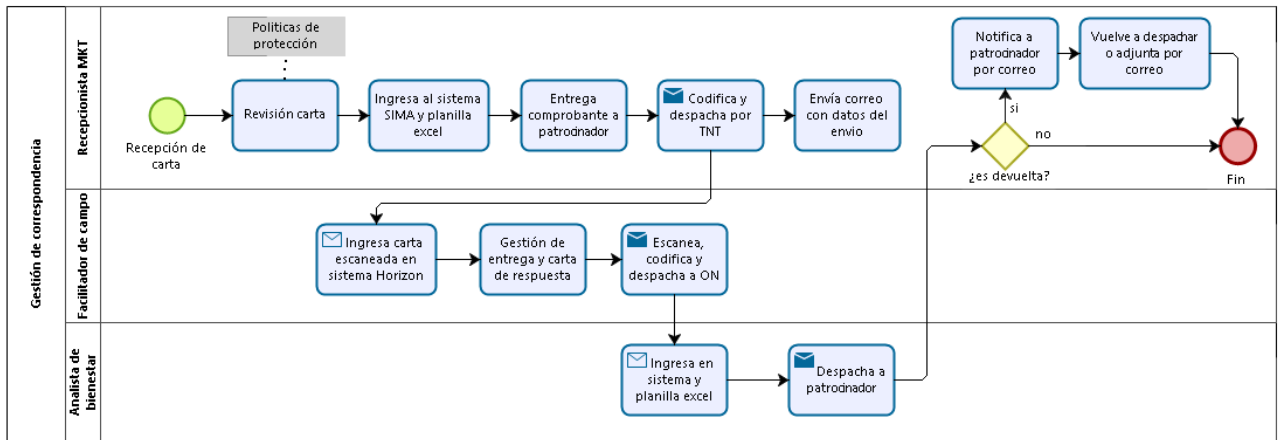 Gestión de correspondencia
Recepcionista MKT
Politicas de
protección
Recepción de
carta
Revisión carta
Ingresa al sistema
SIMA y planilla
excel
Entrega
comprobante a
patrocinador
Codifica y
despacha por
TNT
Envía correo
con datos del
envio
Notifica a
patrocinador
por correo
Vuelve a despachar
o adjunta por
correo
si
no
¿es devuelta?
Fin
Facilitador de campo
Ingresa carta
escaneada en
sistema Horizon
Gestión de
entrega y carta
de respuesta
Escanea,
codifica y
despacha a ON
Analista de
bienestar
Ingresa en
sistema y
planilla excel
Despacha a
patrocinador